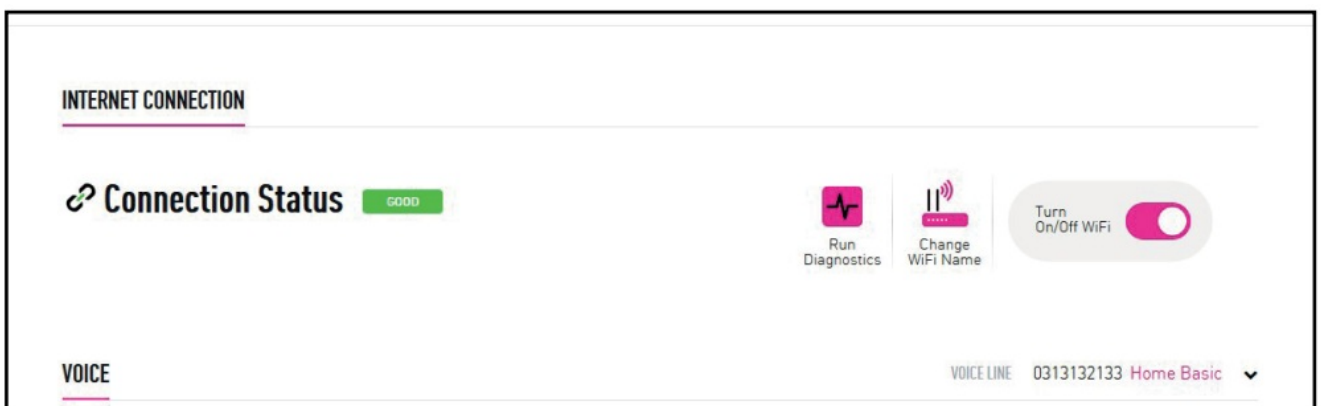 INTERNET CONNECTION
Connection Status GOOD
Run
Diagnostics
Change
WiFi Name
Turn
On/Off WiFi
VOICE
VOICE LINE 0313132133 Home Basic